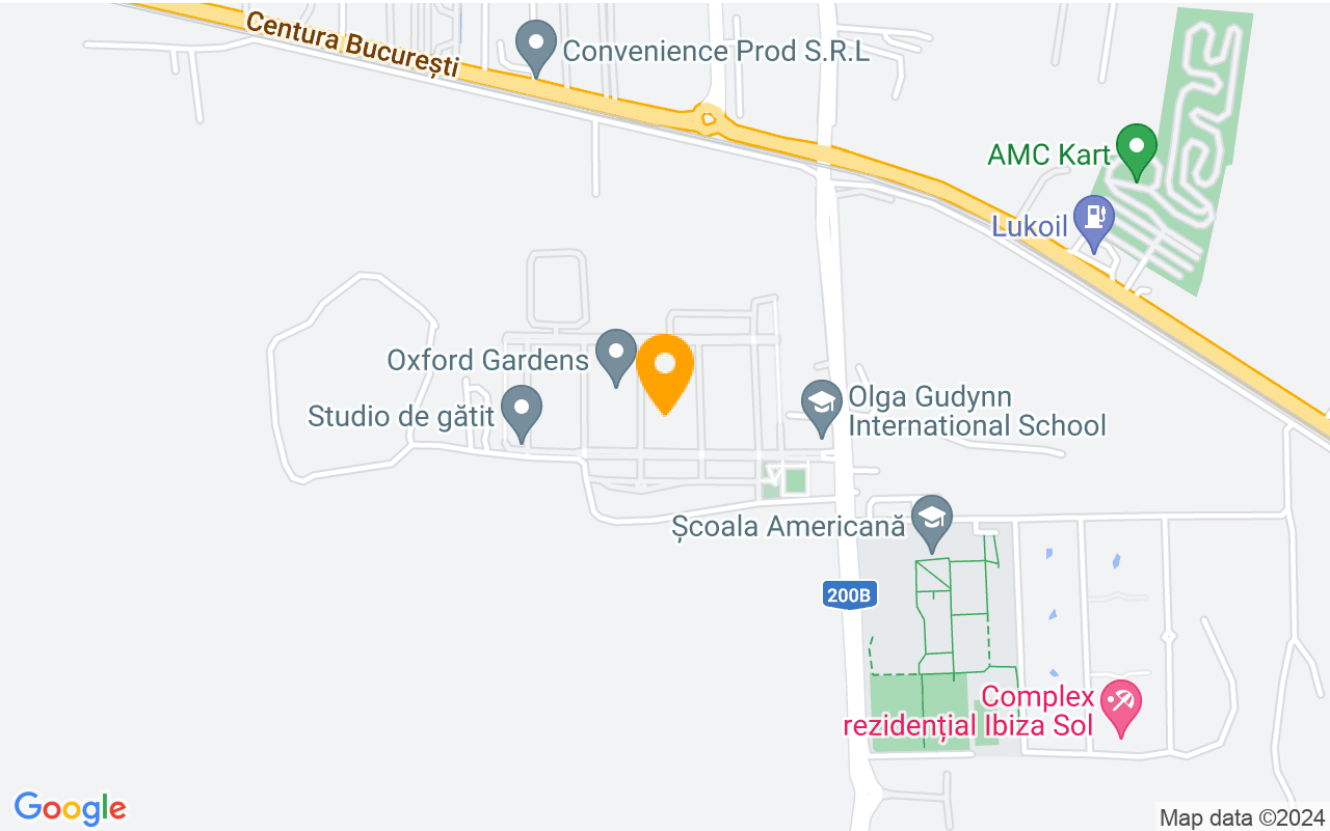 Centura București
Convenience Prod S.R.L
AMC Kart
Lukoil
Oxford Gardens
Studio de gătit
Olga Gudynn
International School
Școala Americană
200B
Complex
rezidențial Ibiza Sol
Google
Map data ©2024